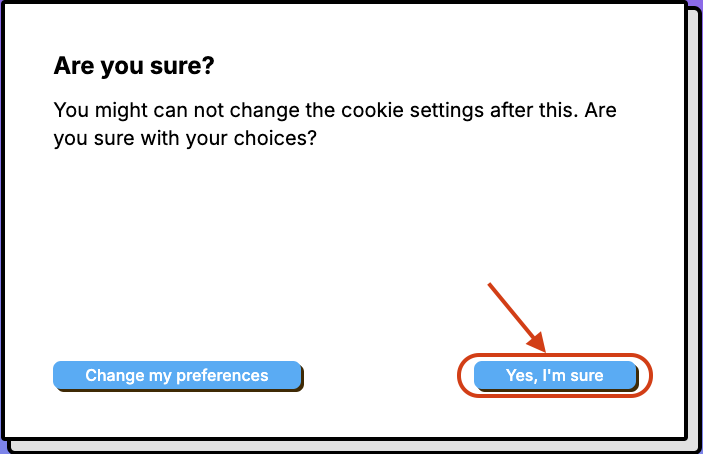 Are you sure?
You might can not change the cookie settings after this. Are
you sure with your choices?
Change my preferences
Yes, I'm sure